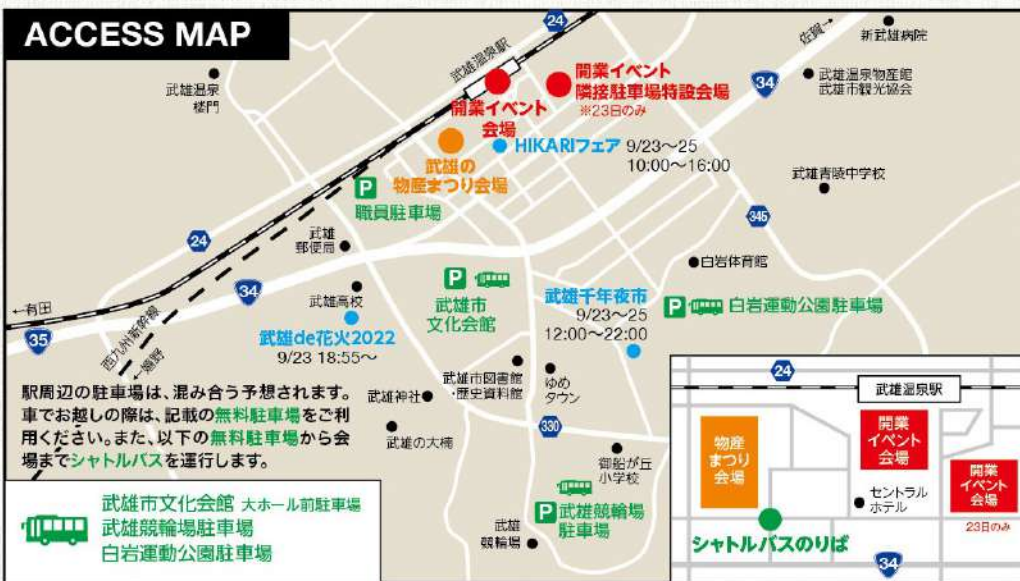 ACCESS MAP
24
佐賀→
新武雄病院
武雄温泉駅
武雄温泉
楼門
開業イベント
会場
開業イベント
隣接駐車場特設会場
※23日のみ
34
武雄温泉物産館
武雄市観光協会
HIKARIフェア 9/23〜25
10:00〜16:00
武雄の
物産まつり会場
武雄青陵中学校
P
職員駐車場
345
24
武雄
郵便局
白岩体育館
34
武雄高校
P
武雄市
文化会館
武雄千年夜市
9/23〜25
12:00〜22:00
P
白岩運動公園駐車場
←有田
35
西九州新幹線
←嬉野
武雄de花火2022
9/23 18:55〜
駅周辺の駐車場は、混み合う予想されます。
車でお越しの際は、記載の無料駐車場をご利
用ください。また、以下の無料駐車場から会
場までシャトルバスを運行します。
武雄神社
武雄市図書館
・歴史資料館
ゆめ
タウン
武雄の大楠
330
御船が丘
小学校
P
武雄競輪場
駐車場
武雄
競輪場
武雄市文化会館 大ホール前駐車場
武雄競輪場駐車場
白岩運動公園駐車場
24
武雄温泉駅
物産
まつり
会場
開業
イベント
会場
開業
イベント
会場
23日のみ
セントラル
ホテル
シャトルバスのりば
34